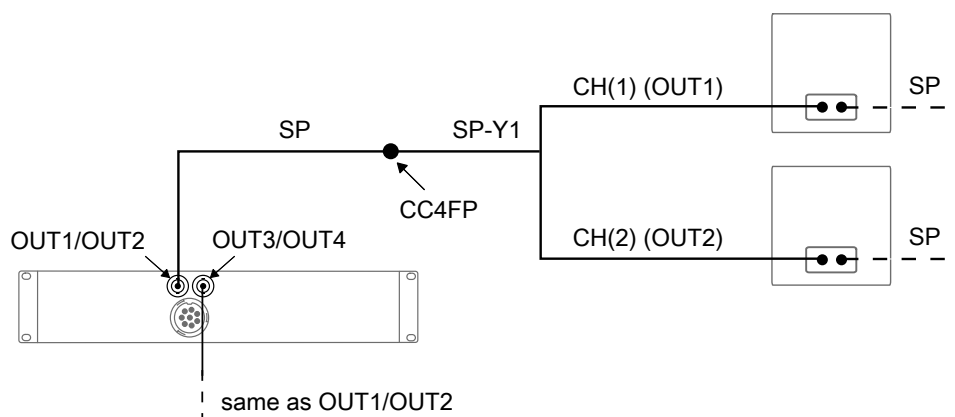 CH(1) (OUT1)
SP
SP
SP-Y1
CC4FP
OUT1/OUT2
OUT3/OUT4
CH(2) (OUT2)
SP
same as OUT1/OUT2